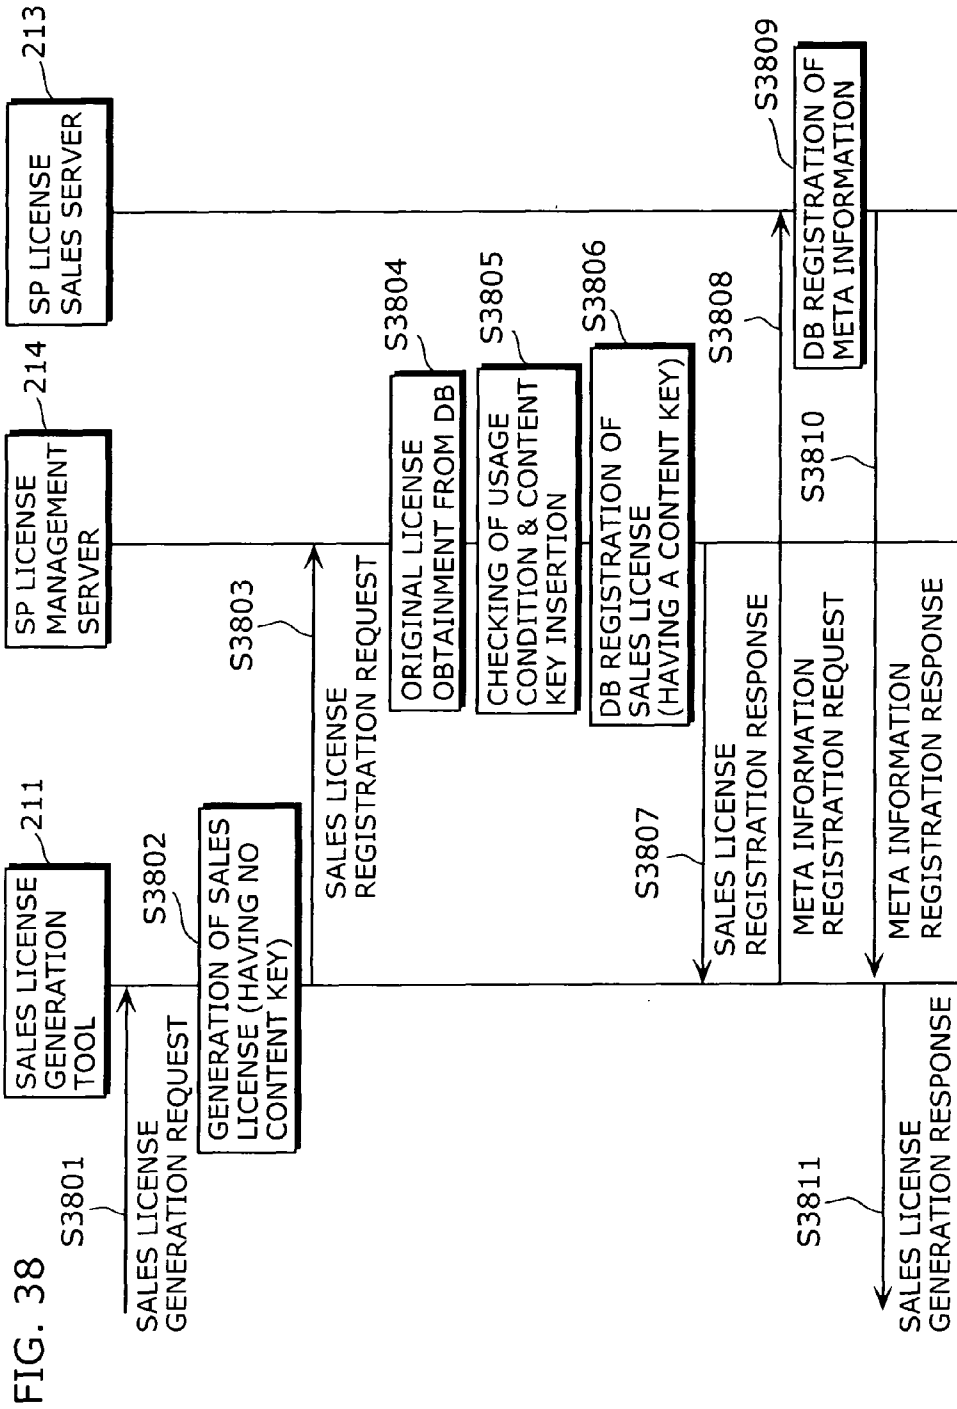 FIG. 38
SALES LICENSE
GENERATION
TOOL
211
SP LICENSE
MANAGEMENT
SERVER
214
SP LICENSE
SALES SERVER
213
S3801
SALES LICENSE
GENERATION REQUEST
S3802
GENERATION OF SALES
LICENSE (HAVING NO
CONTENT KEY)
S3803
SALES LICENSE
REGISTRATION REQUEST
S3804
ORIGINAL LICENSE
OBTAINMENT FROM DB
S3805
CHECKING OF USAGE
CONDITION & CONTENT
KEY INSERTION
S3806
DB REGISTRATION OF
SALES LICENSE
(HAVING A CONTENT KEY)
S3807
SALES LICENSE
REGISTRATION RESPONSE
S3808
META INFORMATION
REGISTRATION REQUEST
S3809
DB REGISTRATION OF
META INFORMATION
S3810
META INFORMATION
REGISTRATION RESPONSE
S3811
SALES LICENSE
GENERATION RESPONSE